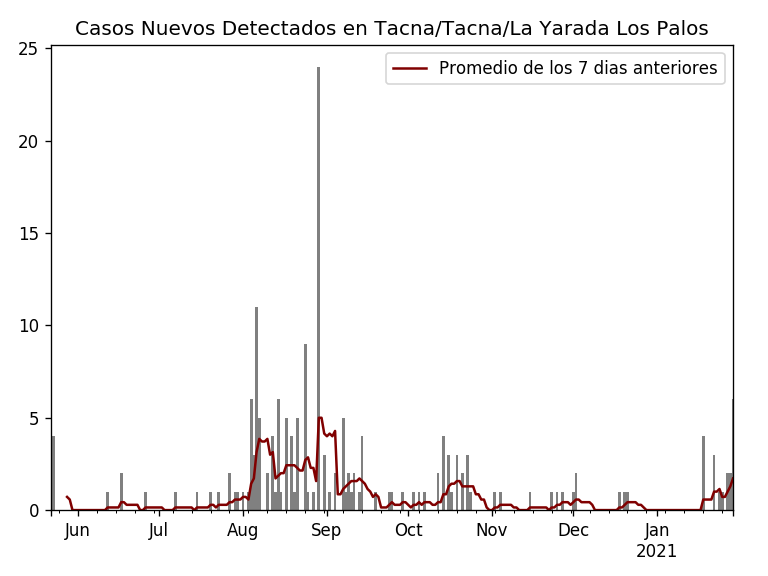 Casos Nuevos Detectados en Tacna/Tacna/La Yarada Los Palos
Promedio de los 7 dias anteriores
25
20
15
10
5
0
Jun Jul Aug Sep Oct Nov Dec Jan
2021